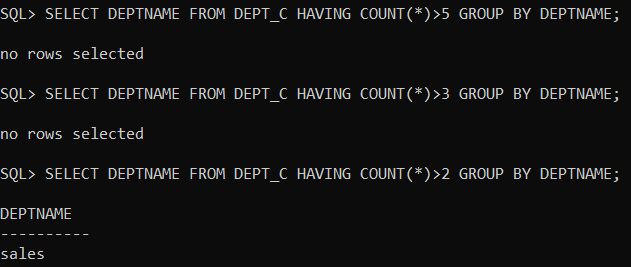 SQL> SELECT DEPTNAME FROM DEPT_C HAVING COUNT(*)>5 GROUP BY DEPTNAME;
no rows selected
SQL> SELECT DEPTNAME FROM DEPT_C HAVING COUNT(*)>3 GROUP BY DEPTNAME;
no rows selected
SQL> SELECT DEPTNAME FROM DEPT_C HAVING COUNT(*)>2 GROUP BY DEPTNAME;
DEPTNAME
----------
sales